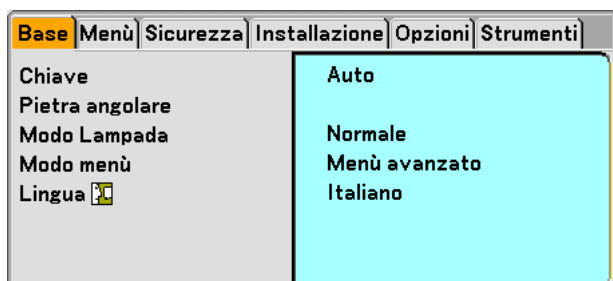 Base Menù Sicurezza Installazione Opzioni Strumenti
Chiave Auto
Pietra angolare
Modo Lampada Normale
Modo menù Menù avanzato
Lingua Italiano